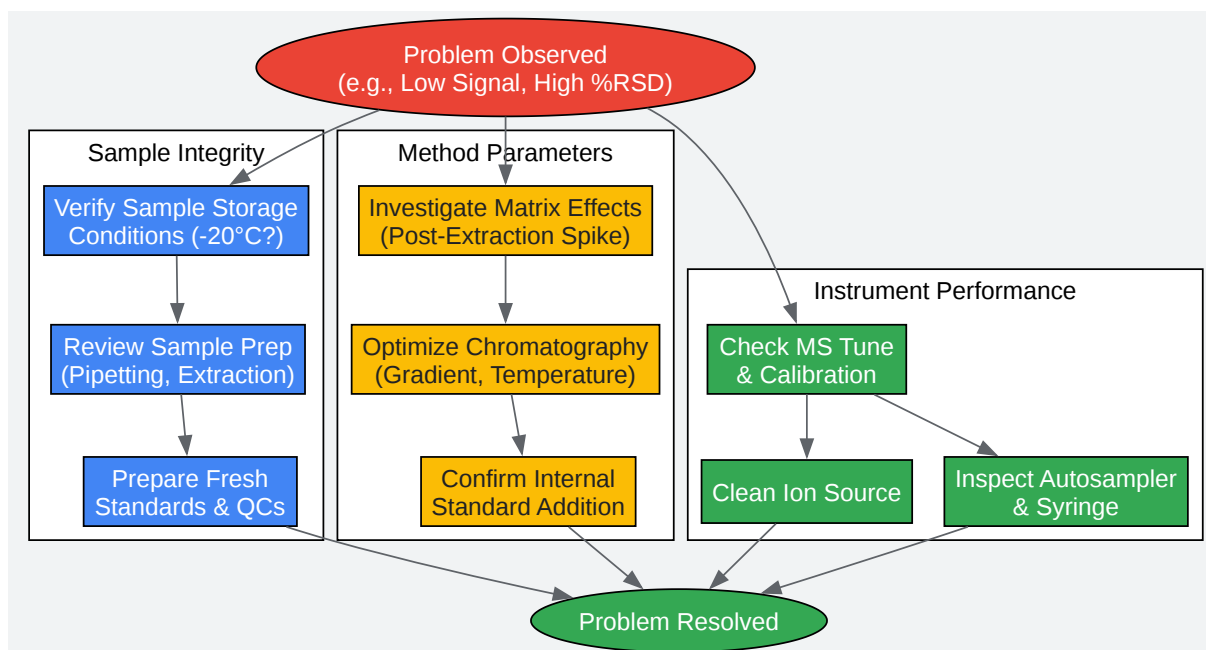 Problem Observed
(e.g., Low Signal, High %RSD)
Sample Integrity
Verify Sample Storage
Conditions (-20°C?)
Review Sample Prep
(Pipetting, Extraction)
Prepare Fresh
Standards & QCs
Method Parameters
Investigate Matrix Effects
(Post-Extraction Spike)
Optimize Chromatography
(Gradient, Temperature)
Confirm Internal
Standard Addition
Instrument Performance
Check MS Tune
& Calibration
Clean Ion Source
Inspect Autosampler
& Syringe
Problem Resolved